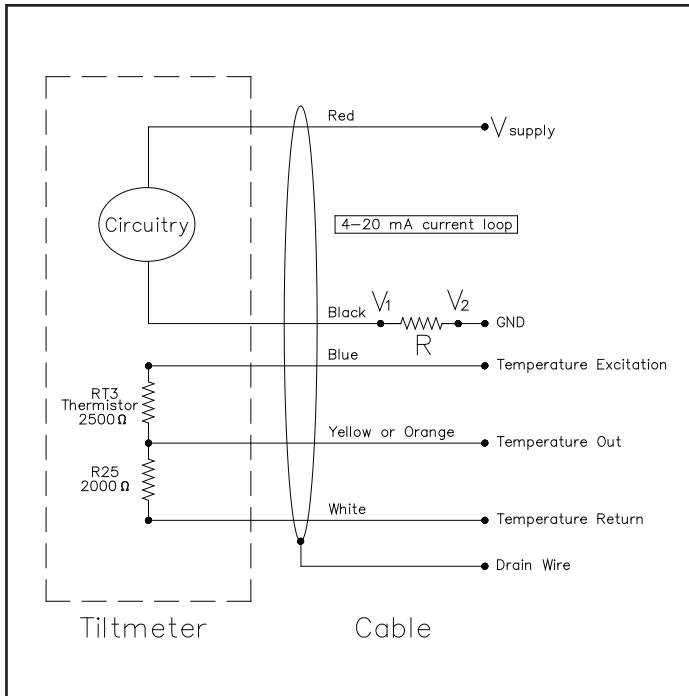 Red
V supply
Circuitry
4-20 mA current loop
V1
V2
Black
GND
R
Blue
Temperature Excitation
RT3
Thermistor
2500Ω
Yellow or Orange
Temperature Out
R25
2000Ω
White
Temperature Return
Drain Wire
Tiltmeter
Cable